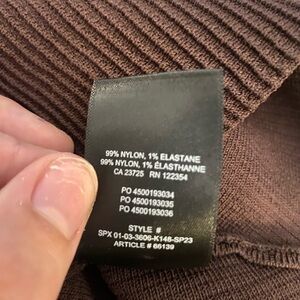 99% NYLON, 1% ELASTANE
99% NYLON, 1% ÉLASTHANNE
CA 23725 RN 122354
PO 4500193034
PO 4500193035
PO 4500193036
STYLE #
SPX 01-03-3606-K146-SP23
ARTICLE # 66139